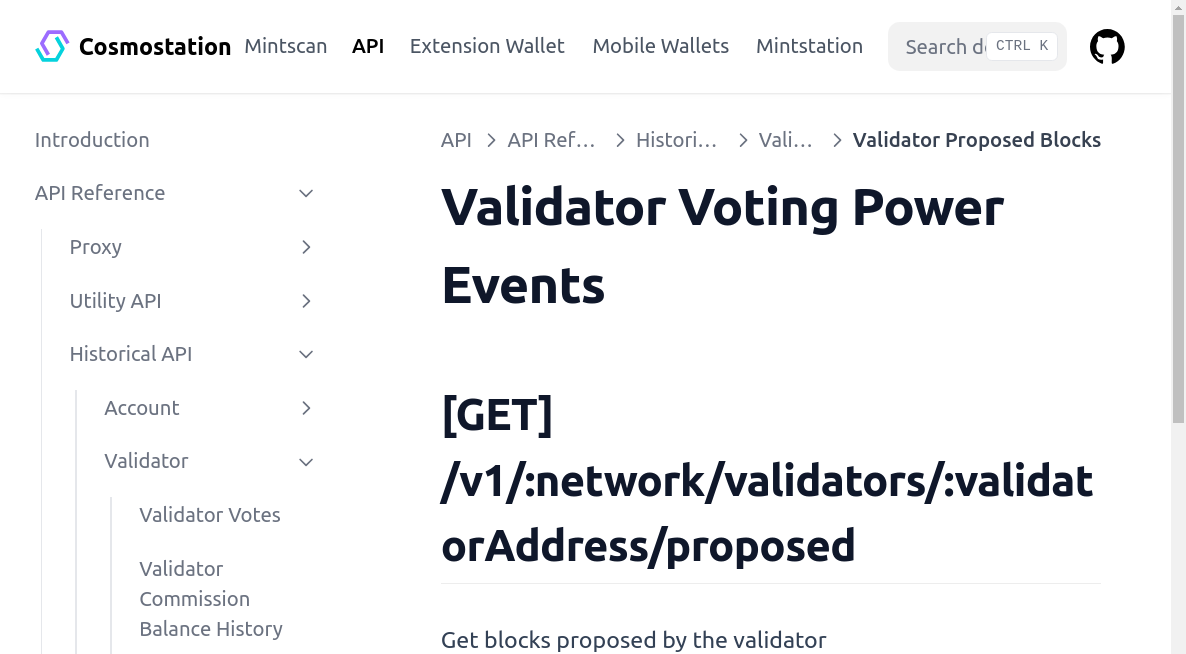 Cosmostation Mintscan API Extension Wallet Mobile Wallets Mintstation Search d CTRL K
Introduction
API Reference
Proxy
Utility API
Historical API
Account
Validator
Validator Votes
Validator
Commission
Balance History
API API Ref… Histori… Vali… Validator Proposed Blocks
Validator Voting Power
Events
[GET]
/v1/:network/validators/:validat
orAddress/proposed
Get blocks proposed by the validator